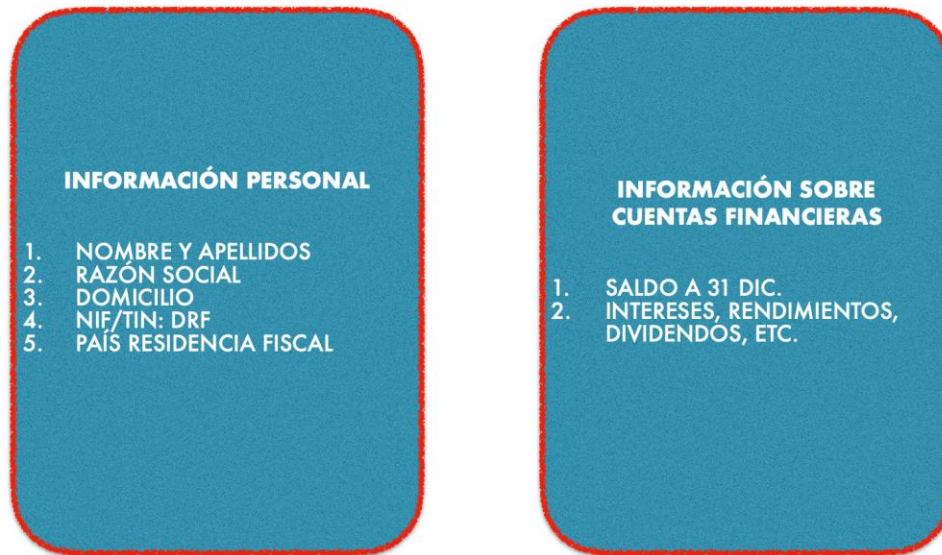 INFORMACIÓN PERSONAL
1. NOMBRE Y APELLIDOS
2. RAZÓN SOCIAL
3. DOMICILIO
4. NIF/TIN: DRF
5. PAÍS RESIDENCIA FISCAL
INFORMACIÓN SOBRE
CUENTAS FINANCIERAS
1. SALDO A 31 DIC.
2. INTERESES, RENDIMIENTOS,
DIVIDENDOS, ETC.